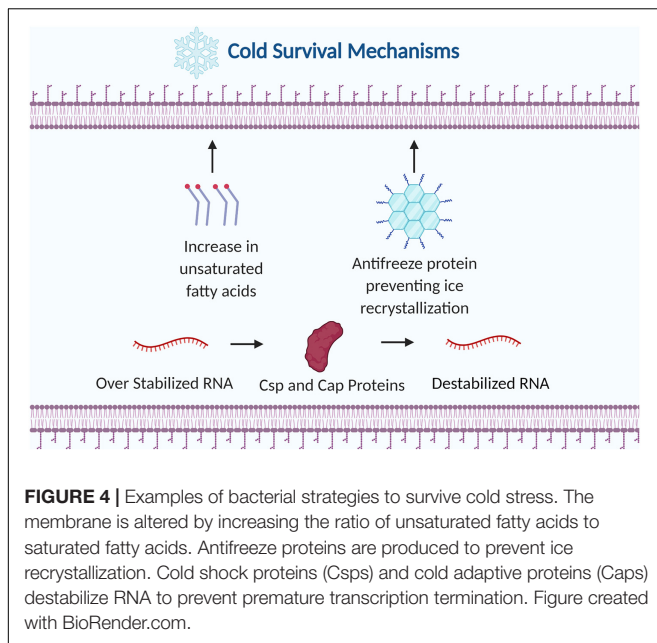 Cold Survival Mechanisms
Increase in
unsaturated
fatty acids
Antifreeze protein
preventing ice
recrystallization
Over Stabilized RNA
Csp and Cap Proteins
Destabilized RNA
FIGURE 4 | Examples of bacterial strategies to survive cold stress. The
membrane is altered by increasing the ratio of unsaturated fatty acids to
saturated fatty acids. Antifreeze proteins are produced to prevent ice
recrystallization. Cold shock proteins (Csps) and cold adaptive proteins (Caps)
destabilize RNA to prevent premature transcription termination. Figure created
with BioRender.com.